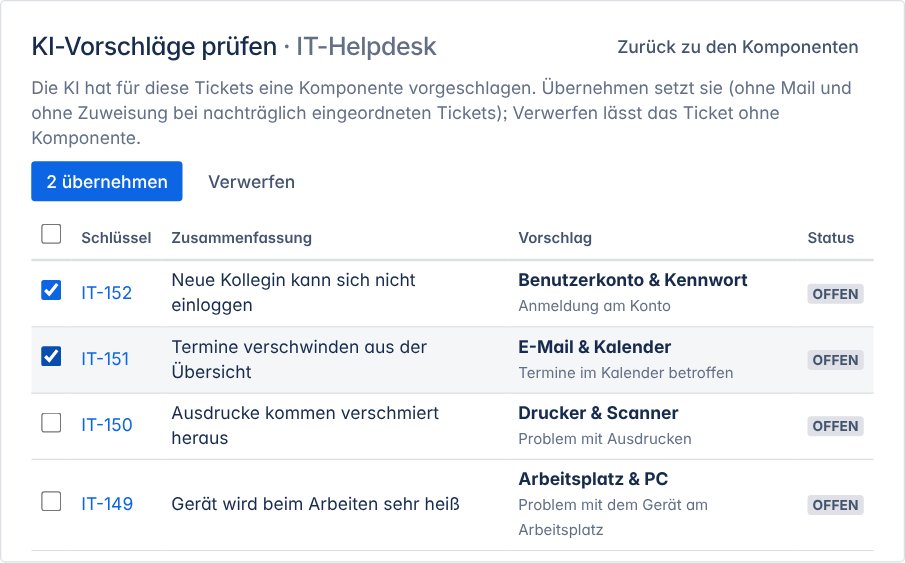 KI-Vorschläge prüfen · IT-Helpdesk
Zurück zu den Komponenten
Die KI hat für diese Tickets eine Komponente vorgeschlagen. Übernehmen setzt sie (ohne Mail und
ohne Zuweisung bei nachträglich eingeordneten Tickets); Verwerfen lässt das Ticket ohne
Komponente.
2 übernehmen
Verwerfen
Schlüssel
Zusammenfassung
Vorschlag
Status
IT-152
Neue Kollegin kann sich nicht
einloggen
Benutzerkonto & Kennwort
Anmeldung am Konto
OFFEN
IT-151
Termine verschwinden aus der
Übersicht
E-Mail & Kalender
Termine im Kalender betroffen
OFFEN
IT-150
Ausdrucke kommen verschmiert
heraus
Drucker & Scanner
Problem mit Ausdrucken
OFFEN
IT-149
Gerät wird beim Arbeiten sehr heiß
Arbeitsplatz & PC
Problem mit dem Gerät am
Arbeitsplatz
OFFEN